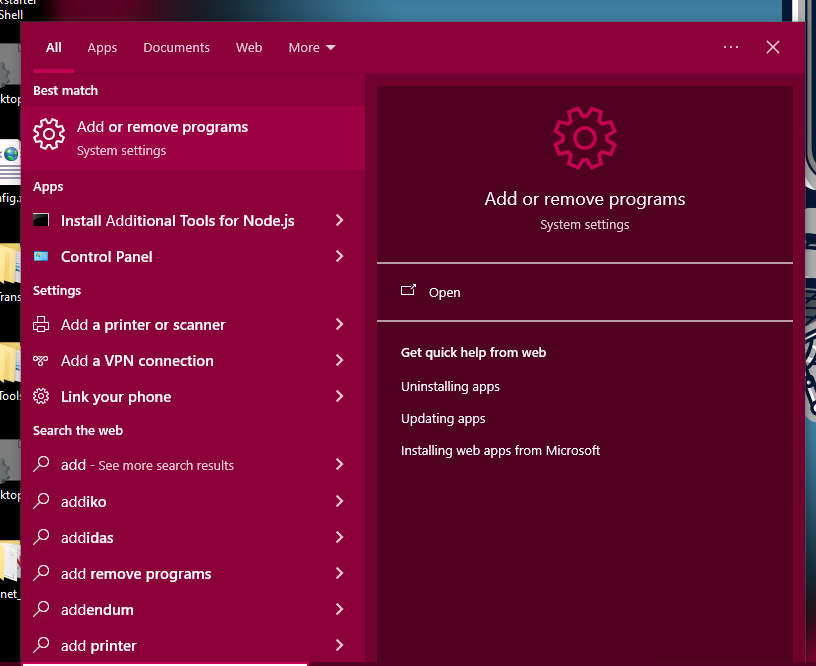 Shell
All
Apps
Documents
Web
More
Best match
Add or remove programs
System settings
Apps
Install Additional Tools for Node.js
Control Panel
Settings
Add a printer or scanner
Add a VPN connection
Link your phone
Search the web
add - See more search results
addiko
addidas
add remove programs
addendum
add printer
Add or remove programs
System settings
Open
Get quick help from web
Uninstalling apps
Updating apps
Installing web apps from Microsoft
ktop
nfig.x
Trans
Tools
ktop
net_